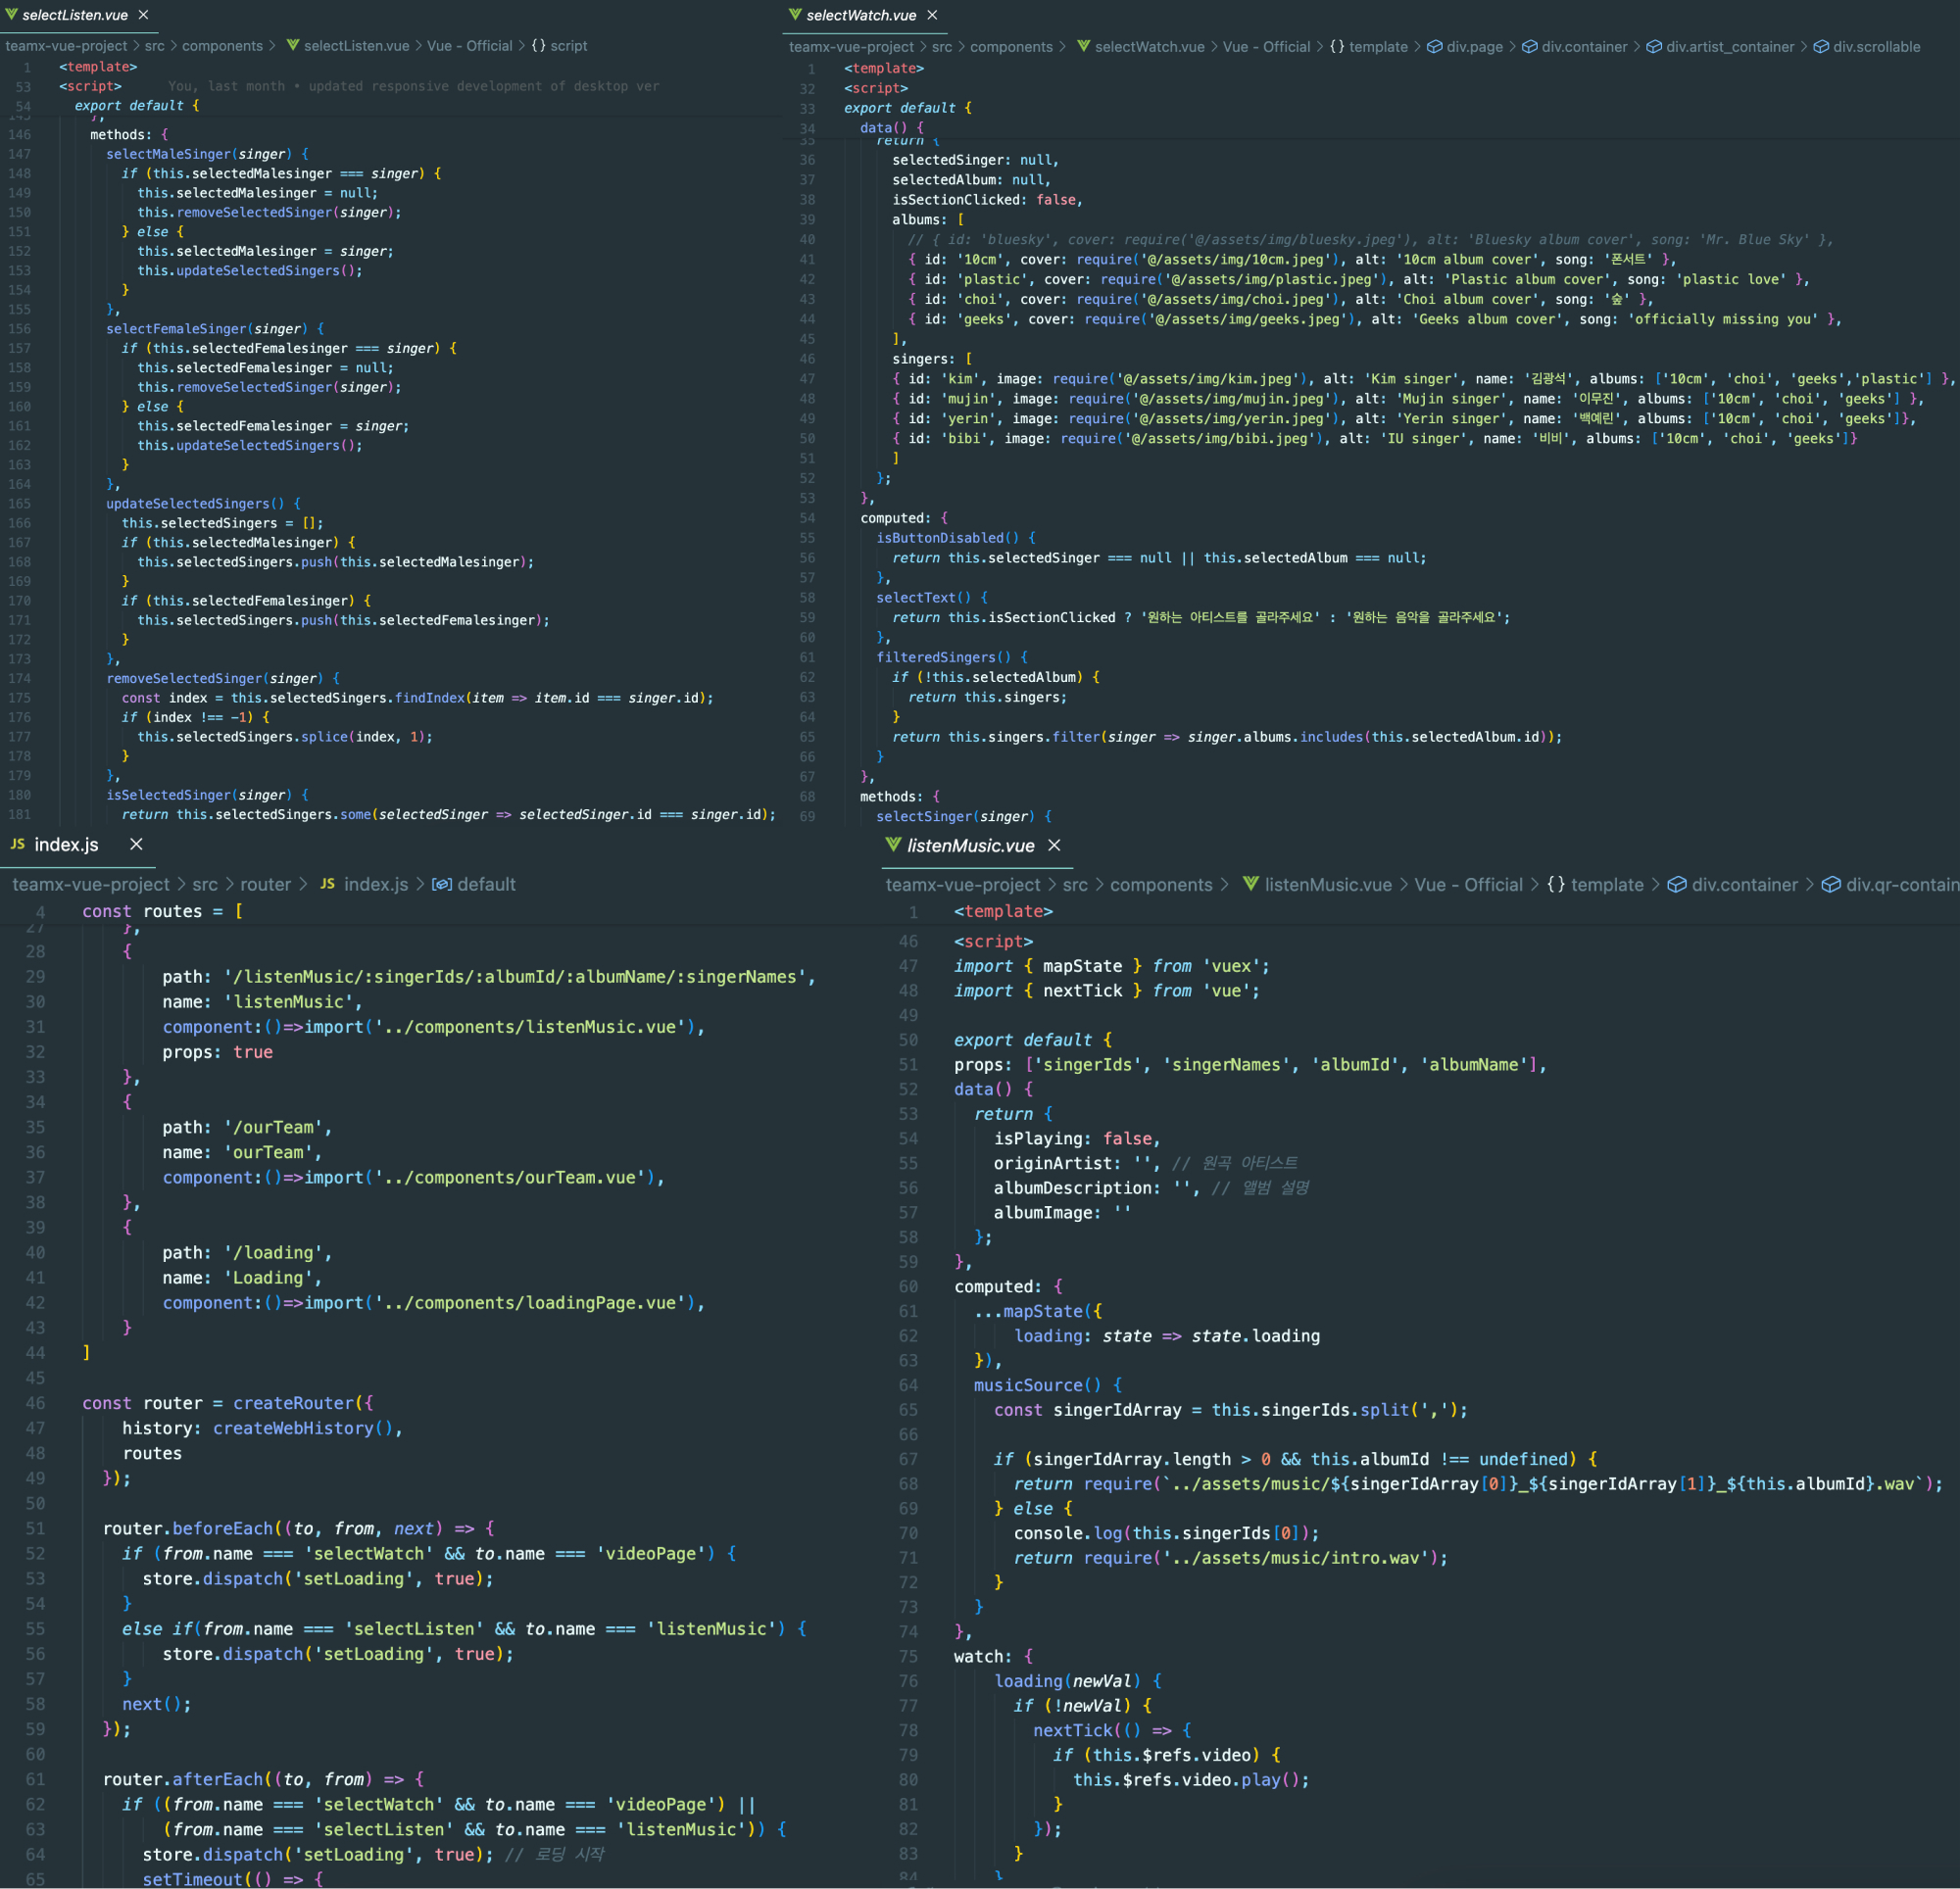 selectListen.vue ×
teamx-vue-project > src > components > selectListen.vue > Vue - Official > {} script
1 <template>
53 <script> You, last month • updated responsive development of desktop ver
54 export default {
145 },
146 methods: {
147 selectMaleSinger(singer) {
148 if (this.selectedMalesinger === singer) {
149 this.selectedMalesinger = null;
150 this.removeSelectedSinger(singer);
151 } else {
152 this.selectedMalesinger = singer;
153 this.updateSelectedSingers();
154 }
155 },
156 selectFemaleSinger(singer) {
157 if (this.selectedFemalesinger === singer) {
158 this.selectedFemalesinger = null;
159 this.removeSelectedSinger(singer);
160 } else {
161 this.selectedFemalesinger = singer;
162 this.updateSelectedSingers();
163 }
164 },
165 updateSelectedSingers() {
166 this.selectedSingers = [];
167 if (this.selectedMalesinger) {
168 this.selectedSingers.push(this.selectedMalesinger);
169 }
170 if (this.selectedFemalesinger) {
171 this.selectedSingers.push(this.selectedFemalesinger);
172 }
173 },
174 removeSelectedSinger(singer) {
175 const index = this.selectedSingers.findIndex(item => item.id === singer.id);
176 if (index !== -1) {
177 this.selectedSingers.splice(index, 1);
178 }
179 },
180 isSelectedSinger(singer) {
181 return this.selectedSingers.some(selectedSinger => selectedSinger.id === singer.id);
selectWatch.vue ×
teamx-vue-project > src > components > selectWatch.vue > Vue - Official > {} template > div.page > div.container > div.artist_container > div.scrollable
1 <template>
32 <script>
33 export default {
34 data() {
35 return {
36 selectedSinger: null,
37 selectedAlbum: null,
38 isSectionClicked: false,
39 albums: [
40 // { id: 'bluesky', cover: require('@/assets/img/bluesky.jpeg'), alt: 'Bluesky album cover', song: 'Mr. Blue Sky' },
41 { id: '10cm', cover: require('@/assets/img/10cm.jpeg'), alt: '10cm album cover', song: '폰서트' },
42 { id: 'plastic', cover: require('@/assets/img/plastic.jpeg'), alt: 'Plastic album cover', song: 'plastic love' },
43 { id: 'choi', cover: require('@/assets/img/choi.jpeg'), alt: 'Choi album cover', song: '숲' },
44 { id: 'geeks', cover: require('@/assets/img/geeks.jpeg'), alt: 'Geeks album cover', song: 'officially missing you' },
45 ],
46 singers: [
47 { id: 'kim', image: require('@/assets/img/kim.jpeg'), alt: 'Kim singer', name: '김광석', albums: ['10cm', 'choi', 'geeks','plastic'] },
48 { id: 'mujin', image: require('@/assets/img/mujin.jpeg'), alt: 'Mujin singer', name: '이무진', albums: ['10cm', 'choi', 'geeks'] },
49 { id: 'yerin', image: require('@/assets/img/yerin.jpeg'), alt: 'Yerin singer', name: '백예린', albums: ['10cm', 'choi', 'geeks']},
50 { id: 'bibi', image: require('@/assets/img/bibi.jpeg'), alt: 'IU singer', name: '비비', albums: ['10cm', 'choi', 'geeks']}
51 ]
52 };
53 },
54 computed: {
55 isButtonDisabled() {
56 return this.selectedSinger === null || this.selectedAlbum === null;
57 },
58 selectText() {
59 return this.isSectionClicked ? '원하는 아티스트를 골라주세요' : '원하는 음악을 골라주세요';
60 },
61 filteredSingers() {
62 if (!this.selectedAlbum) {
63 return this.singers;
64 }
65 return this.singers.filter(singer => singer.albums.includes(this.selectedAlbum.id));
66 }
67 },
68 methods: {
69 selectSinger(singer) {
JS index.js ×
teamx-vue-project > src > router > JS index.js > default
4 const routes = [
27 },
28 {
29 path: '/listenMusic/:singerIds/:albumId/:albumName/:singerNames',
30 name: 'listenMusic',
31 component:()=>import('../components/listenMusic.vue'),
32 props: true
33 },
34 {
35 path: '/ourTeam',
36 name: 'ourTeam',
37 component:()=>import('../components/ourTeam.vue'),
38 },
39 {
40 path: '/loading',
41 name: 'Loading',
42 component:()=>import('../components/loadingPage.vue'),
43 }
44 ]
45
46 const router = createRouter({
47 history: createWebHistory(),
48 routes
49 });
50
51 router.beforeEach((to, from, next) => {
52 if (from.name === 'selectWatch' && to.name === 'videoPage') {
53 store.dispatch('setLoading', true);
54 }
55 else if(from.name === 'selectListen' && to.name === 'listenMusic') {
56 store.dispatch('setLoading', true);
57 }
58 next();
59 });
60
61 router.afterEach((to, from) => {
62 if ((from.name === 'selectWatch' && to.name === 'videoPage') ||
63 (from.name === 'selectListen' && to.name === 'listenMusic')) {
64 store.dispatch('setLoading', true); // 로딩 시작
65 setTimeout(() => {
listenMusic.vue ×
teamx-vue-project > src > components > listenMusic.vue > Vue - Official > {} template > div.container > div.qr-contain
1 <template>
46 <script>
47 import { mapState } from 'vuex';
48 import { nextTick } from 'vue';
49
50 export default {
51 props: ['singerIds', 'singerNames', 'albumId', 'albumName'],
52 data() {
53 return {
54 isPlaying: false,
55 originArtist: '', // 원곡 아티스트
56 albumDescription: '', // 앨범 설명
57 albumImage: ''
58 };
59 },
60 computed: {
61 ...mapState({
62 loading: state => state.loading
63 }),
64 musicSource() {
65 const singerIdArray = this.singerIds.split(',');
66
67 if (singerIdArray.length > 0 && this.albumId !== undefined) {
68 return require(`../assets/music/${singerIdArray[0]}_${singerIdArray[1]}_${this.albumId}.wav`);
69 } else {
70 console.log(this.singerIds[0]);
71 return require('../assets/music/intro.wav');
72 }
73 }
74 },
75 watch: {
76 loading(newVal) {
77 if (!newVal) {
78 nextTick(() => {
79 if (this.$refs.video) {
80 this.$refs.video.play();
81 }
82 });
83 }
84 }